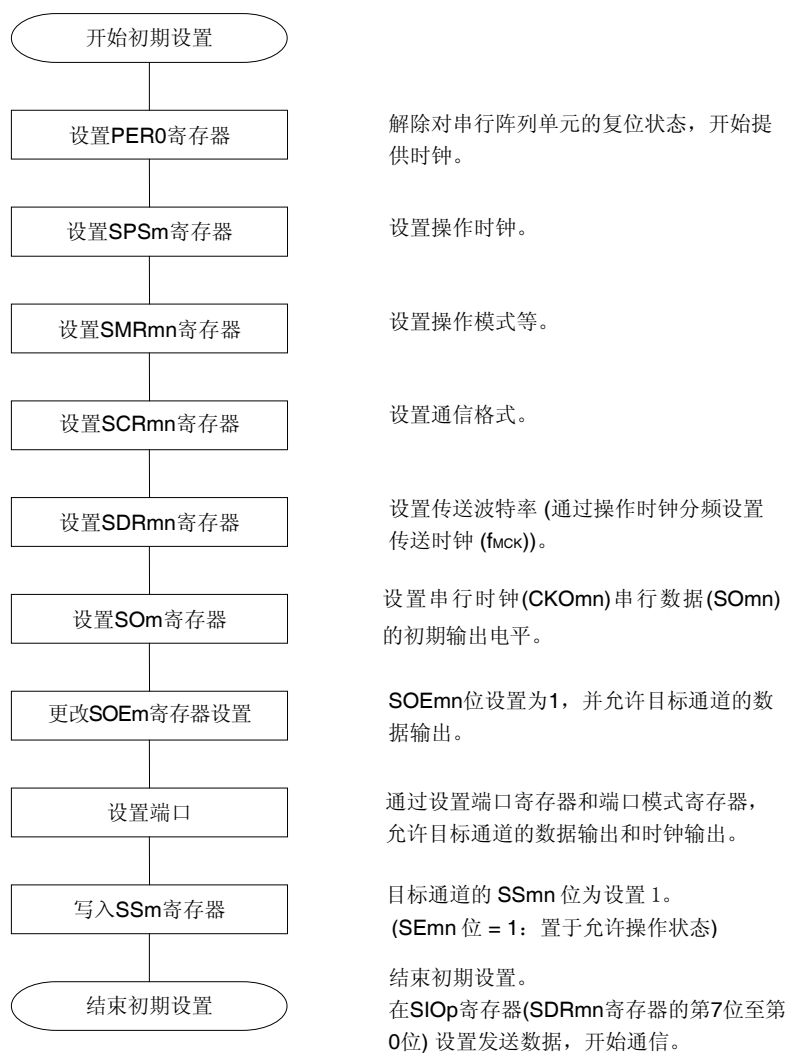 开始初期设置
设置PER0寄存器
解除对串行阵列单元的复位状态，开始提
供时钟。
设置SPSm寄存器
设置操作时钟。
设置SMRmn寄存器
设置操作模式等。
设置SCRmn寄存器
设置通信格式。
设置SDRmn寄存器
设置传送波特率 (通过操作时钟分频设置
传送时钟 (fMCK))。
设置SOm寄存器
设置串行时钟(CKOmn)串行数据(SOmn)
的初期输出电平。
更改SOEm寄存器设置
SOEmn位设置为1，并允许目标通道的数
据输出。
设置端口
通过设置端口寄存器和端口模式寄存器，
允许目标通道的数据输出和时钟输出。
写入SSm寄存器
目标通道的 SSmn 位为设置 1。
(SEmn 位 = 1：置于允许操作状态)
结束初期设置
结束初期设置。
在SIOp寄存器(SDRmn寄存器的第7位至第
0位) 设置发送数据，开始通信。